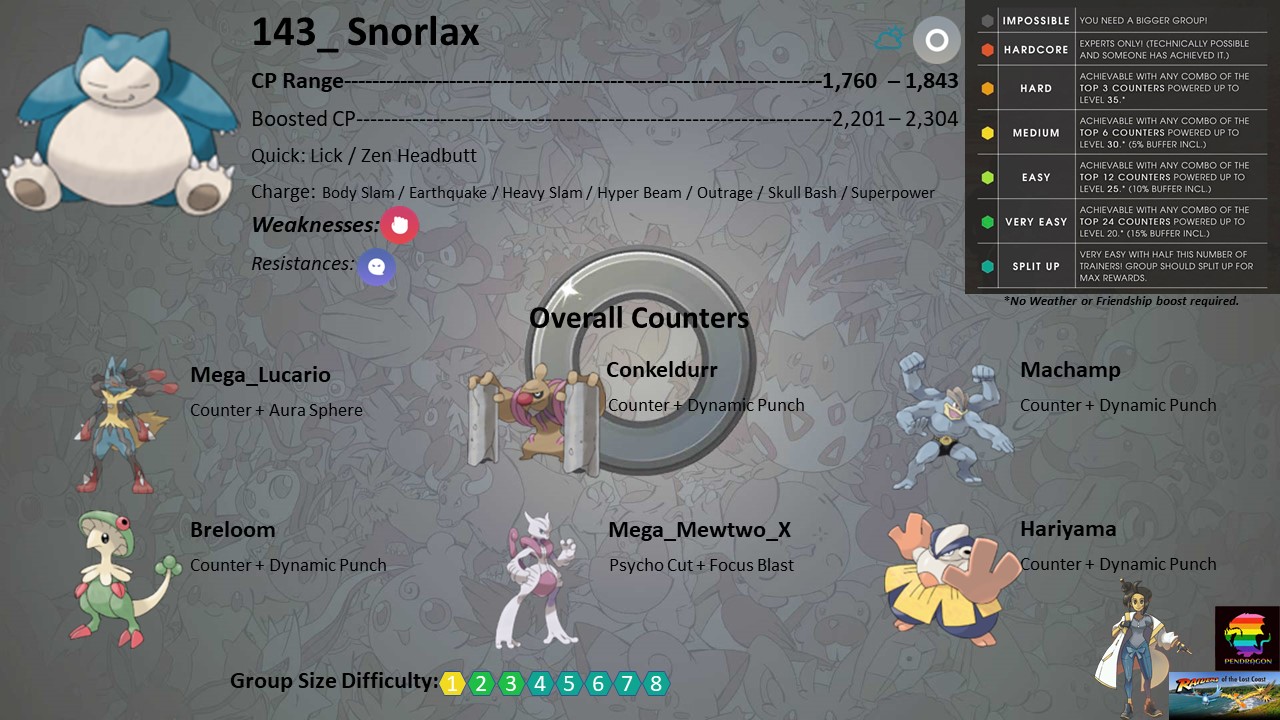 143_ Snorlax
CP Range--------------------------------------------------------------------1,760 – 1,843
Boosted CP--------------------------------------------------------------------2,201 – 2,304
Quick: Lick / Zen Headbutt
Charge: Body Slam / Earthquake / Heavy Slam / Hyper Beam / Outrage / Skull Bash / Superpower
Weaknesses:
Resistances:
IMPOSSIBLE YOU NEED A BIGGER GROUP!
HARDCORE EXPERTS ONLY! (TECHNICALLY POSSIBLE
AND SOMEONE HAS ACHIEVED IT.)
HARD ACHIEVABLE WITH ANY COMBO OF THE
TOP 3 COUNTERS POWERED UP TO
LEVEL 35.*
MEDIUM ACHIEVABLE WITH ANY COMBO OF THE
TOP 6 COUNTERS POWERED UP TO
LEVEL 30.* (5% BUFFER INCL.)
EASY ACHIEVABLE WITH ANY COMBO OF THE
TOP 12 COUNTERS POWERED UP TO
LEVEL 25.* (10% BUFFER INCL.)
VERY EASY ACHIEVABLE WITH ANY COMBO OF THE
TOP 24 COUNTERS POWERED UP TO
LEVEL 20.* (15% BUFFER INCL.)
SPLIT UP VERY EASY WITH HALF THIS NUMBER OF
TRAINERS! GROUP SHOULD SPLIT UP FOR
MAX REWARDS.
*No Weather or Friendship boost required.
Overall Counters
Mega_Lucario
Counter + Aura Sphere
Conkeldurr
Counter + Dynamic Punch
Machamp
Counter + Dynamic Punch
Breloom
Counter + Dynamic Punch
Mega_Mewtwo_X
Psycho Cut + Focus Blast
Hariyama
Counter + Dynamic Punch
Group Size Difficulty: 1 2 3 4 5 6 7 8
PENDROGON
RAIDERS of the Lost Coast